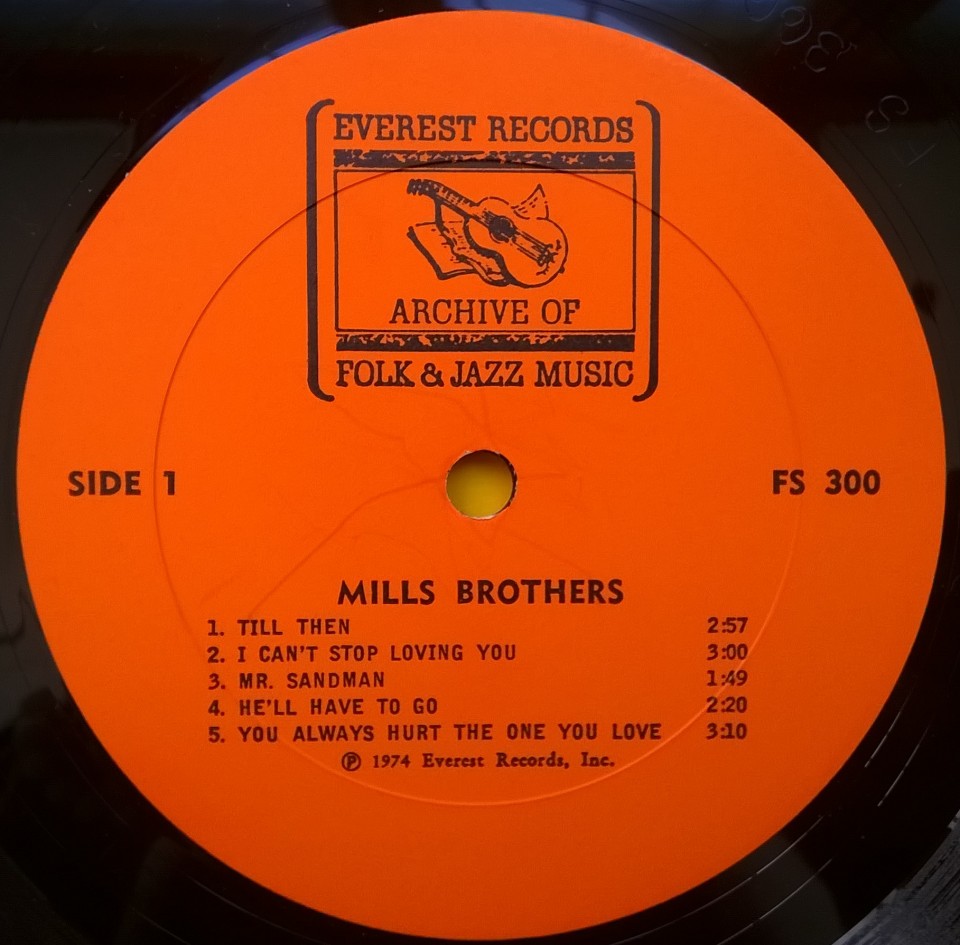 EVEREST RECORDS
ARCHIVE OF
FOLK & JAZZ MUSIC
SIDE 1
FS 300
MILLS BROTHERS
1. TILL THEN 2:57
2. I CAN'T STOP LOVING YOU 3:00
3. MR. SANDMAN 1:49
4. HE'LL HAVE TO GO 2:20
5. YOU ALWAYS HURT THE ONE YOU LOVE 3:10
℗ 1974 Everest Records, Inc.